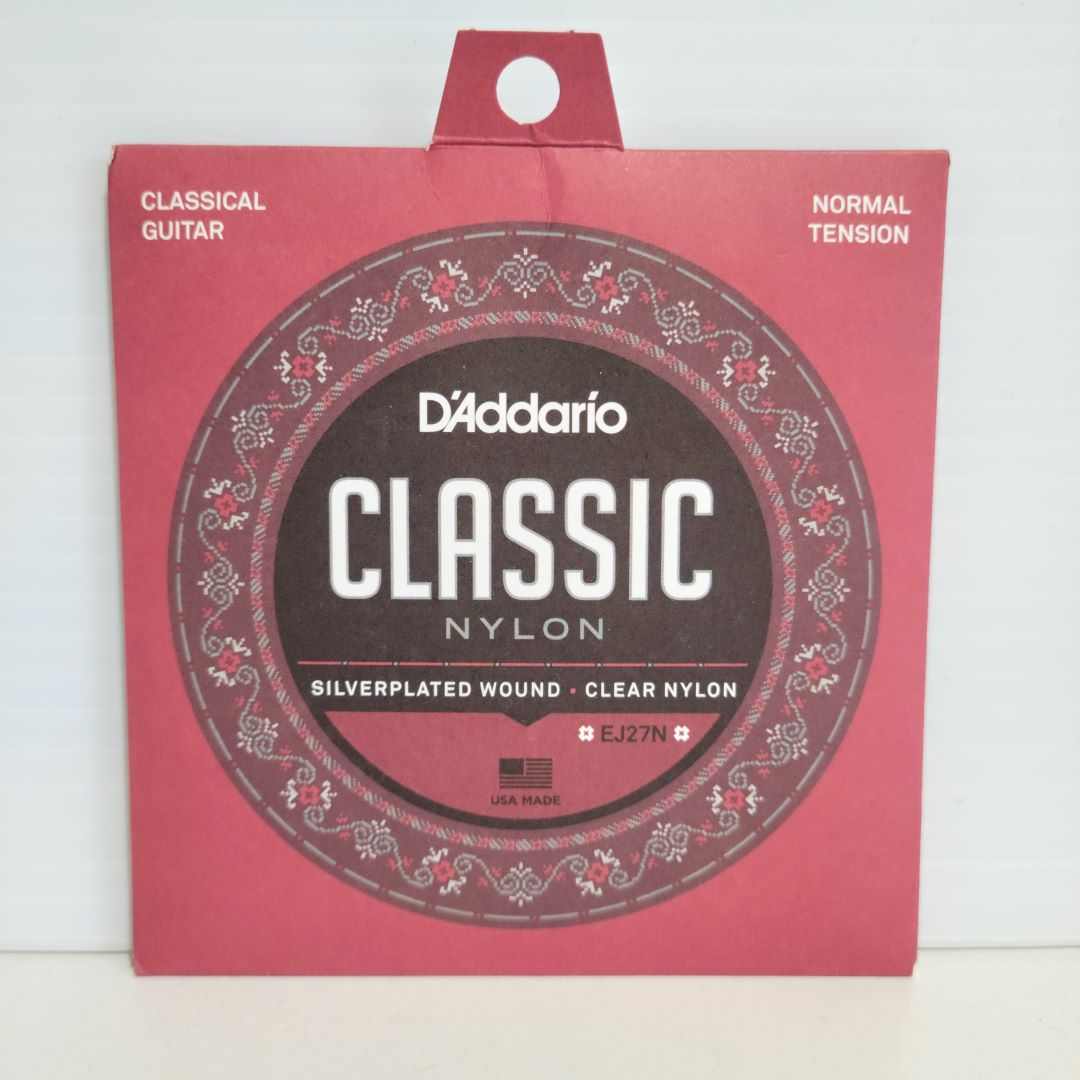 CLASSICAL
GUITAR
NORMAL
TENSION
D'Addario
CLASSIC
NYLON
SILVERPLATED WOUND • CLEAR NYLON
EJ27N
USA MADE